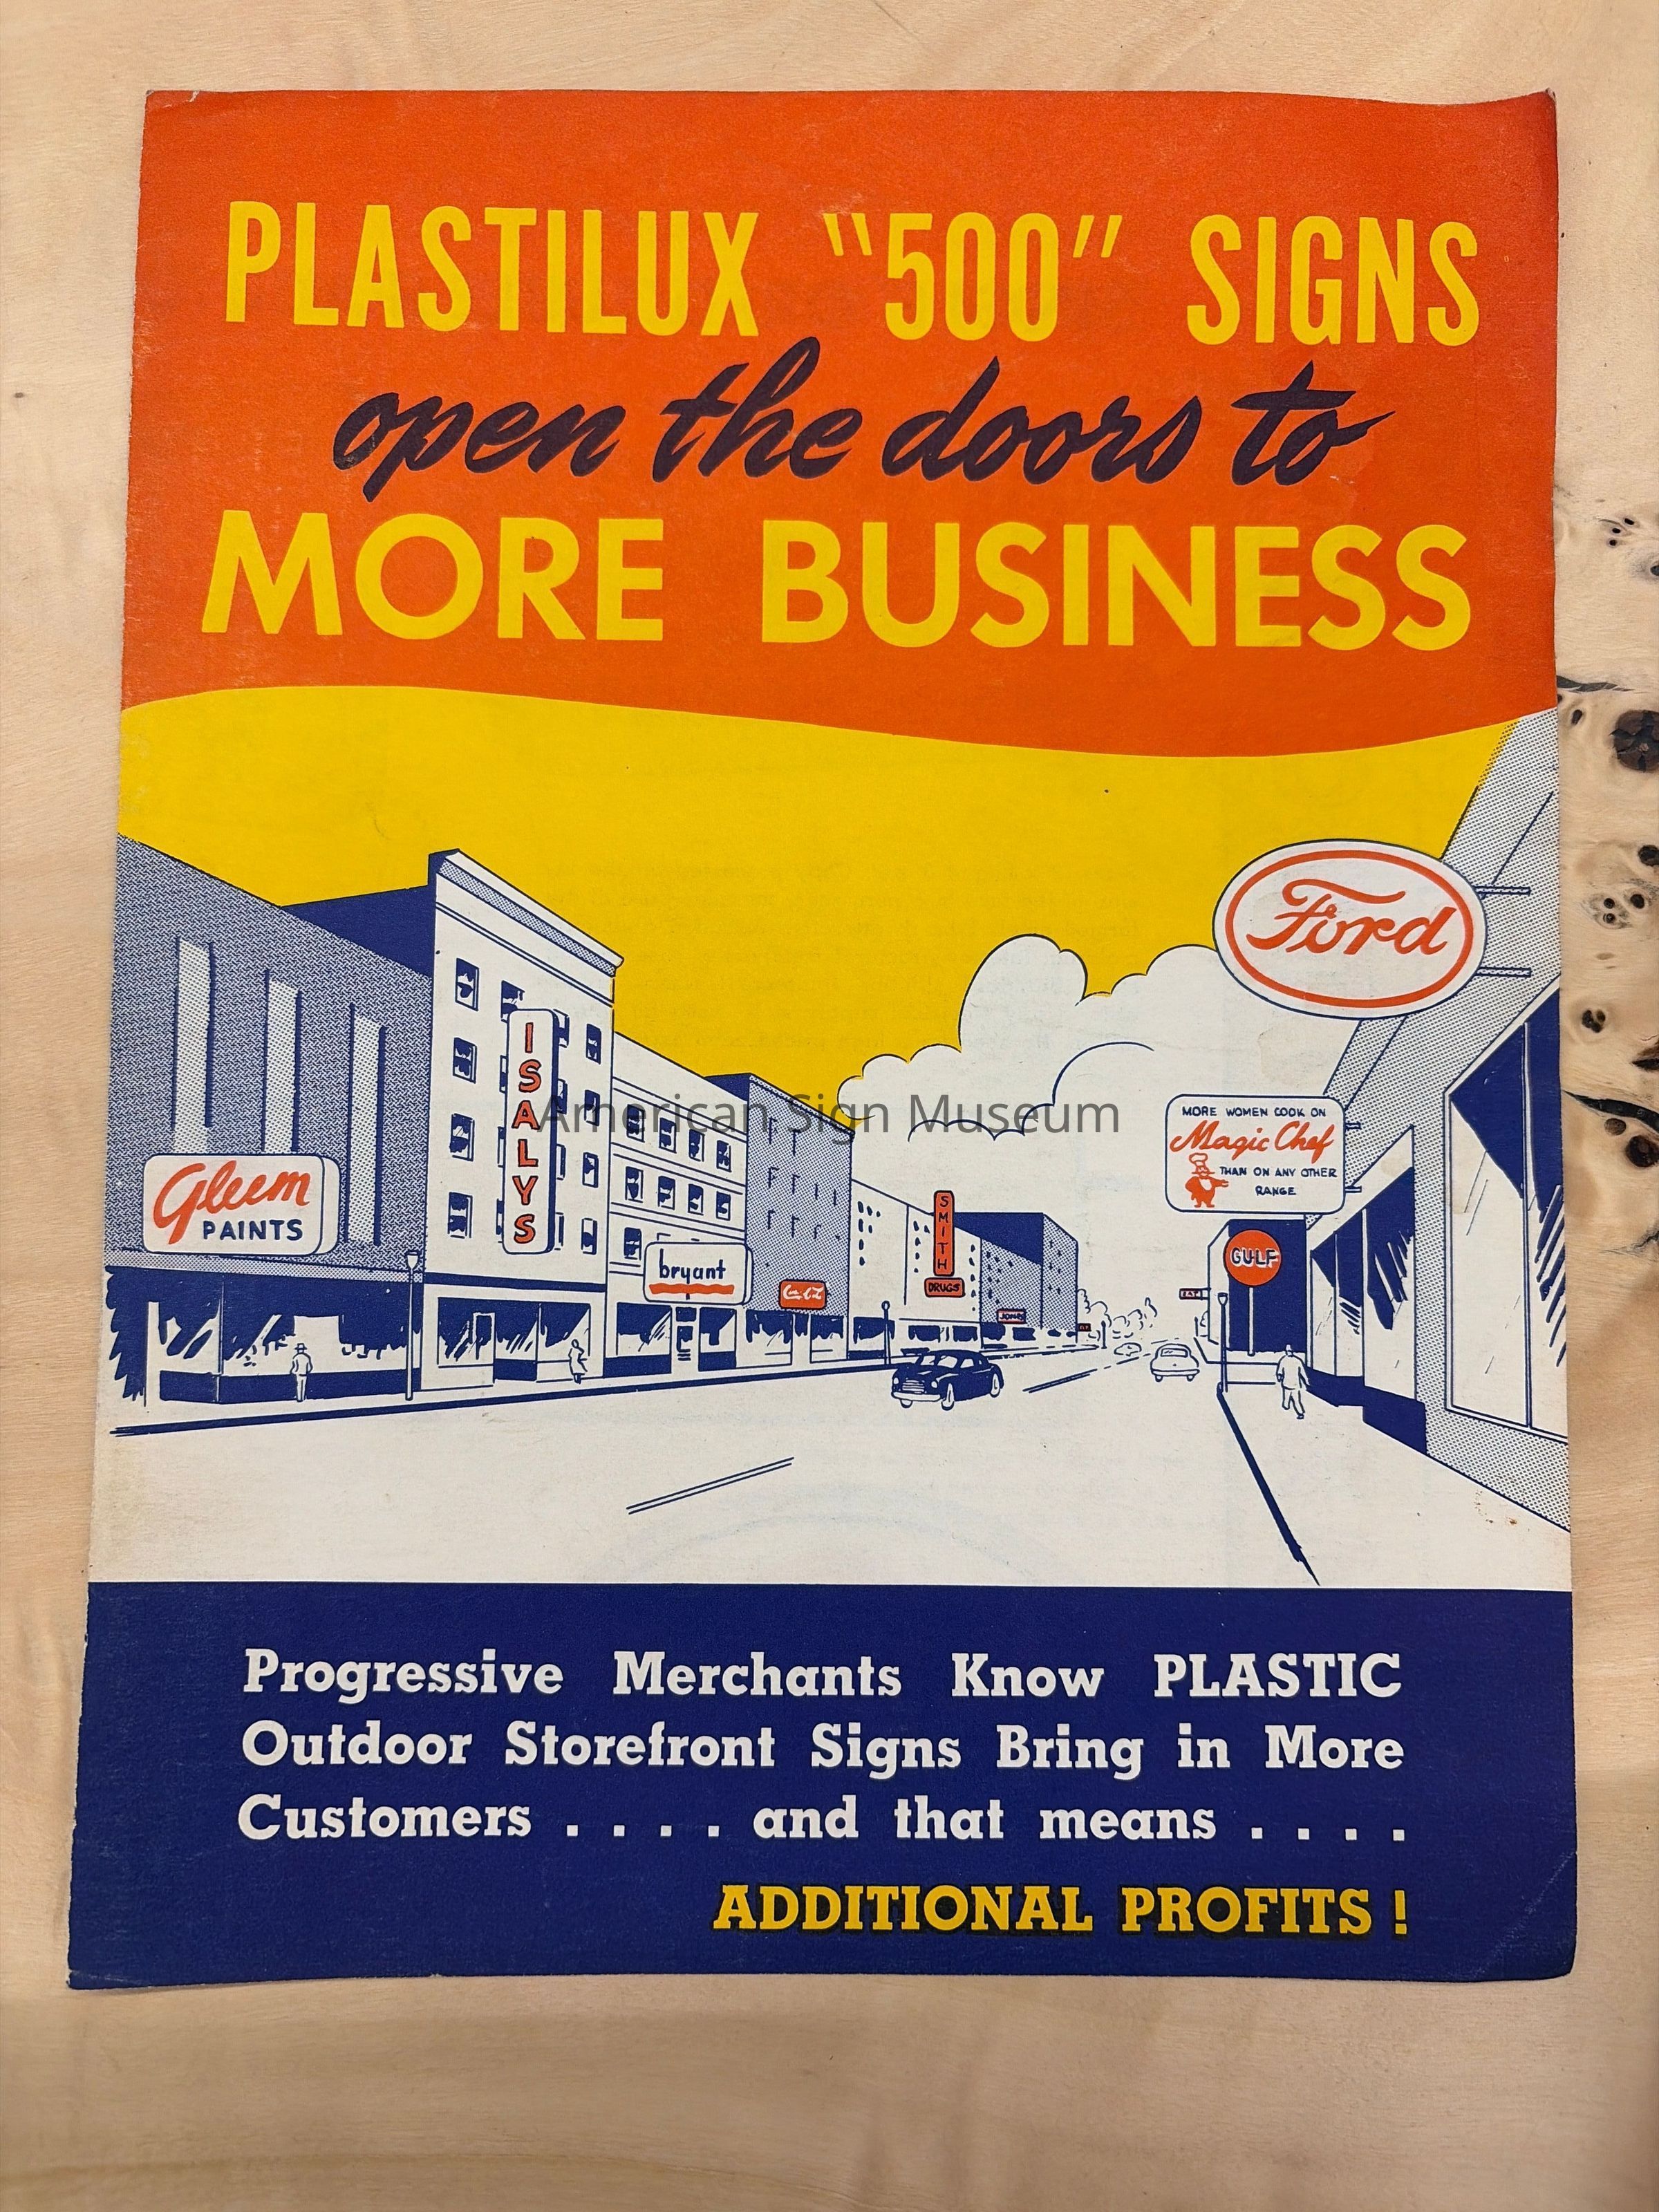 PLASTILUX "500" SIGNS
open the doors to
MORE BUSINESS
Ford
ISALYS
MORE WOMEN COOK ON
Magic Chef
THAN ON ANY OTHER
RANGE
Gleem
PAINTS
bryant
SMITH
DRUGS
GULF
EAT
JONES
American Sign Museum
Progressive Merchants Know PLASTIC
Outdoor Storefront Signs Bring in More
Customers . . . . and that means . . . .
ADDITIONAL PROFITS !